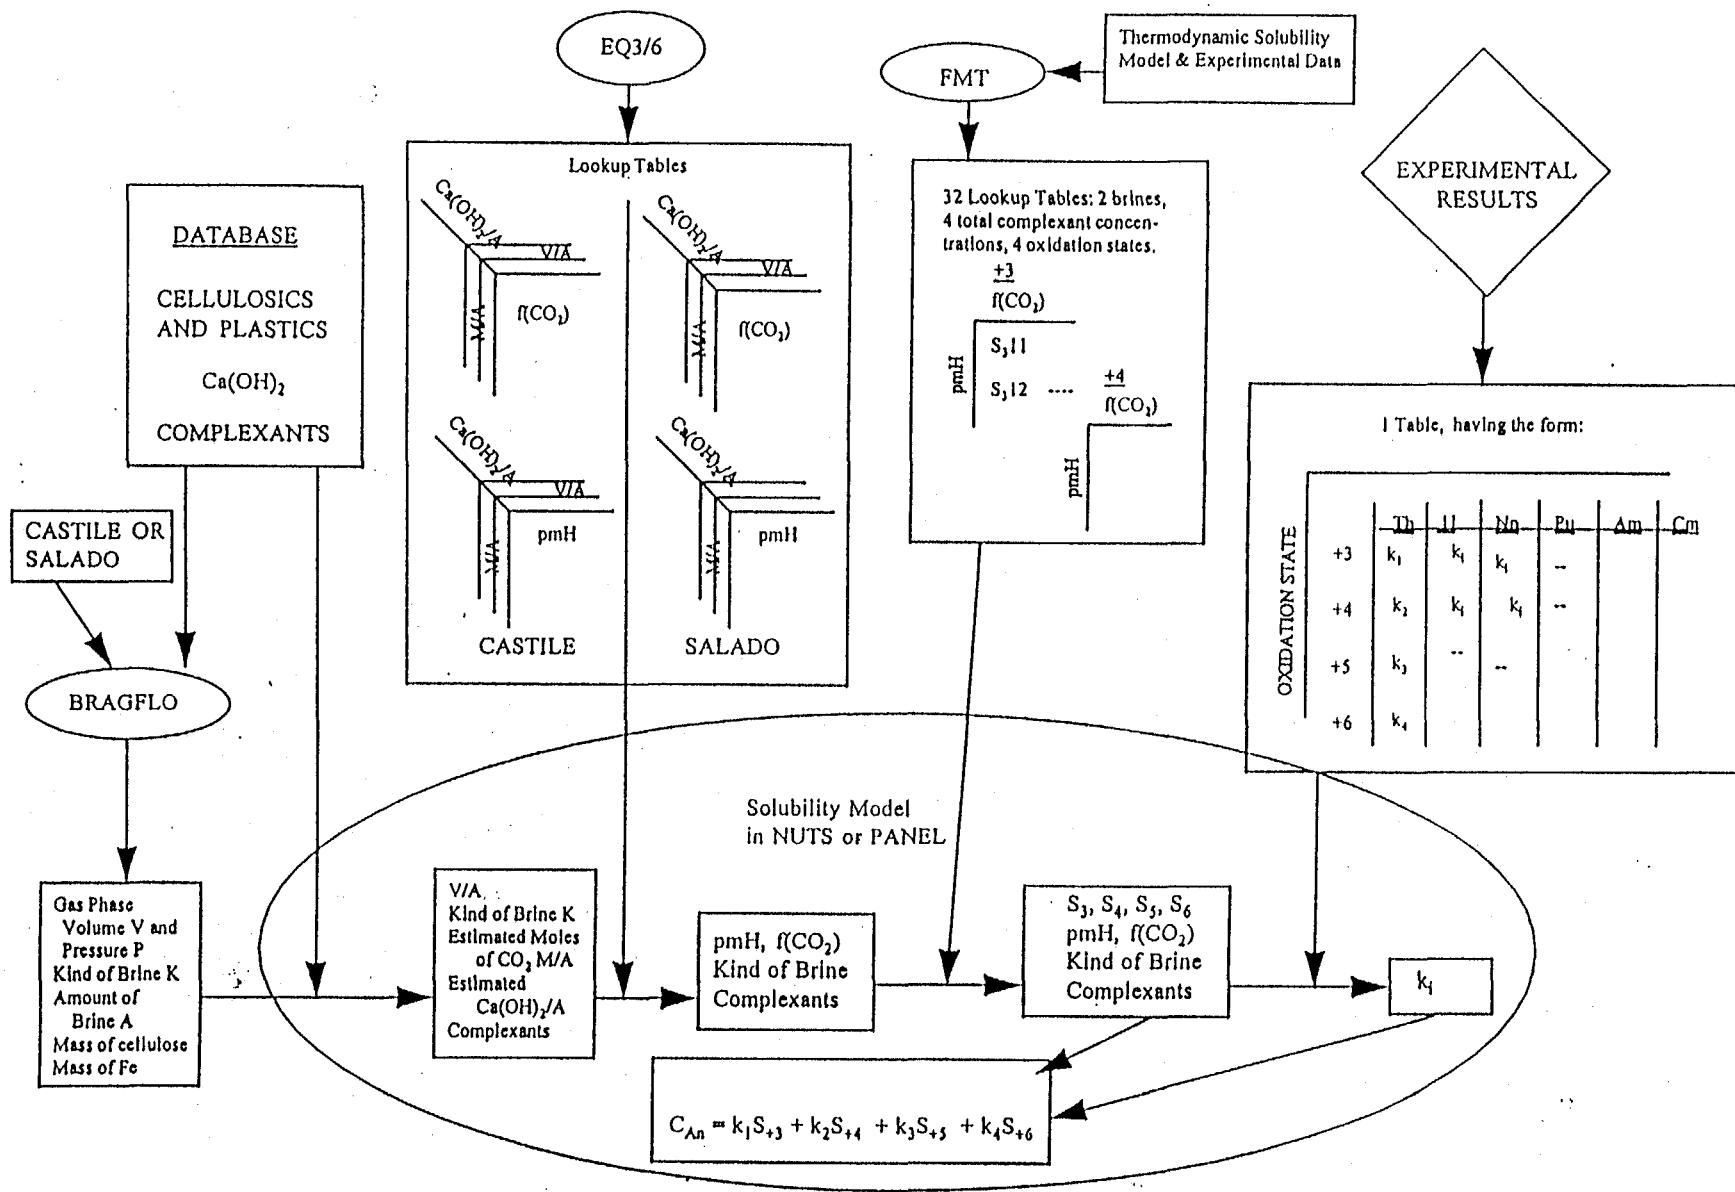 EQ3/6
FMT
Thermodynamic Solubility
Model & Experimental Data
EXPERIMENTAL
RESULTS
DATABASE
CELLULOSICS
AND PLASTICS
Ca(OH)₂
COMPLEXANTS
Lookup Tables
Ca(OH)₂/A
V/A
M/A
f(CO₂)
Ca(OH)₂/A
V/A
M/A
f(CO₂)
Ca(OH)₂/A
V/A
M/A
pmH
Ca(OH)₂/A
M/A
pmH
CASTILE
SALADO
32 Lookup Tables: 2 brines,
4 total complexant concen-
trations, 4 oxidation states.
+3
f(CO₂)
pmH
S₃11
S₃12 ----
+4
f(CO₂)
pmH
1 Table, having the form:
OXIDATION STATE
Th U Np Pu Am Cm
+3 k₁ kᵢ kᵢ --
+4 k₂ kᵢ kᵢ --
+5 k₃ -- --
+6 k₄
CASTILE OR
SALADO
BRAGFLO
Solubility Model
in NUTS or PANEL
Gas Phase
Volume V and
Pressure P
Kind of Brine K
Amount of
Brine A
Mass of cellulose
Mass of Fe
V/A
Kind of Brine K
Estimated Moles
of CO₂ M/A
Estimated
Ca(OH)₂/A
Complexants
pmH, f(CO₂)
Kind of Brine
Complexants
S₃, S₄, S₅, S₆
pmH, f(CO₂)
Kind of Brine
Complexants
kᵢ
C_An = k₁S₊₃ + k₂S₊₄ + k₃S₊₅ + k₄S₊₆